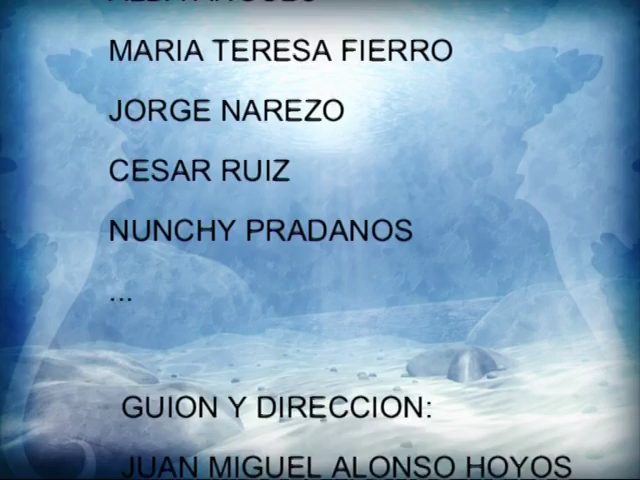 MARIA TERESA FIERRO
JORGE NAREZO
CESAR RUIZ
NUNCHY PRADANOS
...
GUION Y DIRECCION:
JUAN MIGUEL ALONSO HOYOS